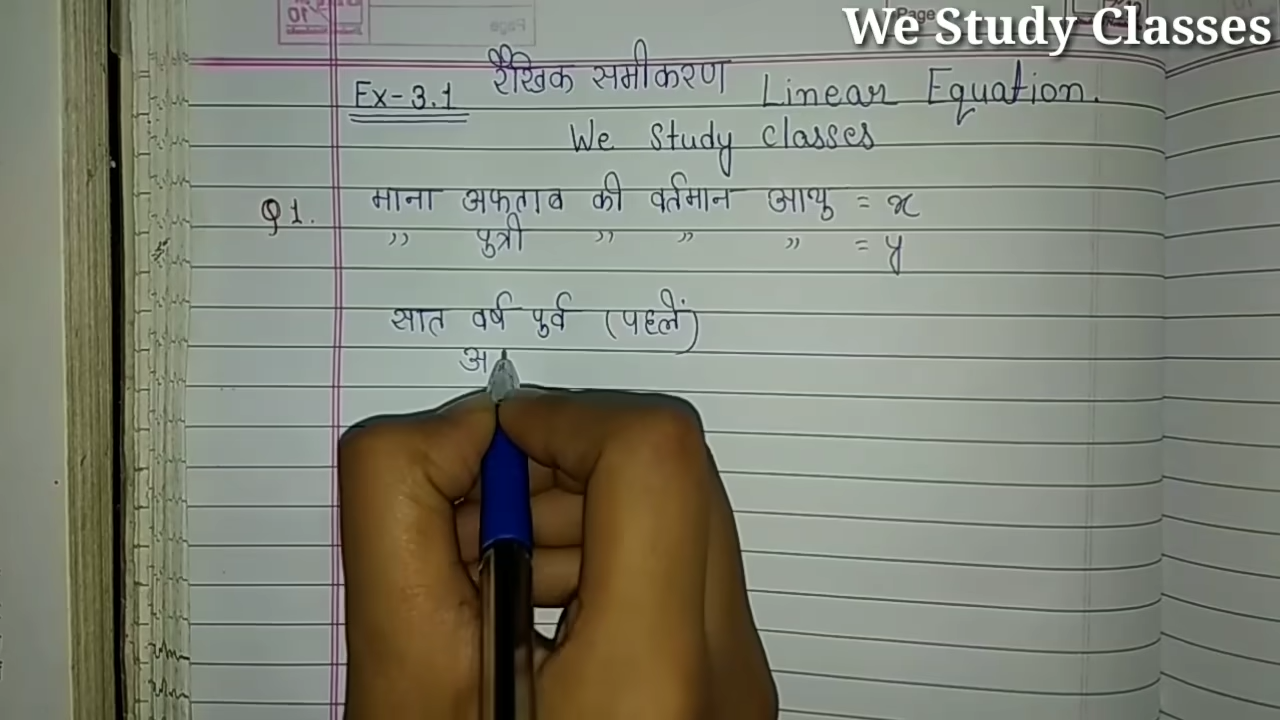 We Study Classes
Page
Ex-3.1 रैखिक समीकरण Linear Equation.
We Study Classes
Q1. माना अफताब की वर्तमान आयु = x
,, पुत्री ,, ,, ,, = y
सात वर्ष पुर्व (पहलें)
अ